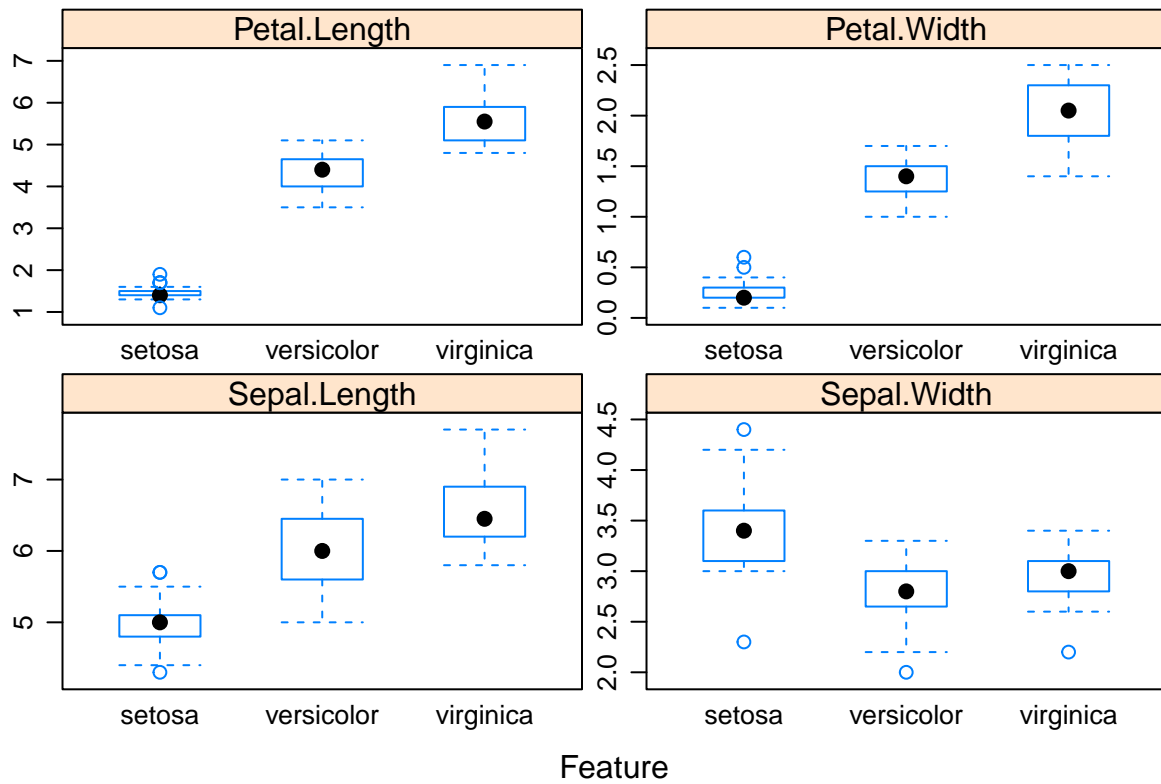 Petal.Length
Petal.Width
7
6
5
4
3
2
1
2.5
2.0
1.5
1.0
0.5
0.0
setosa versicolor virginica
setosa versicolor virginica
Sepal.Length
Sepal.Width
7
6
5
4.5
4.0
3.5
3.0
2.5
2.0
setosa versicolor virginica
setosa versicolor virginica
Feature